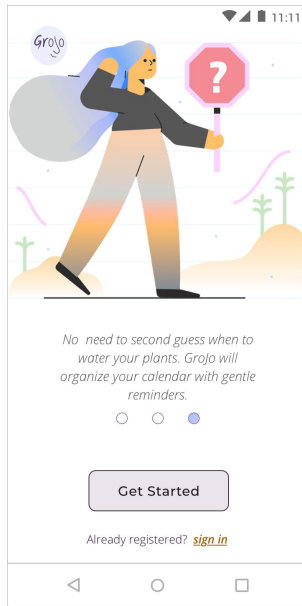 11:11
GroJo
?
No need to second guess when to
water your plants. GroJo will
organize your calendar with gentle
reminders.
Get Started
Already registered? sign in